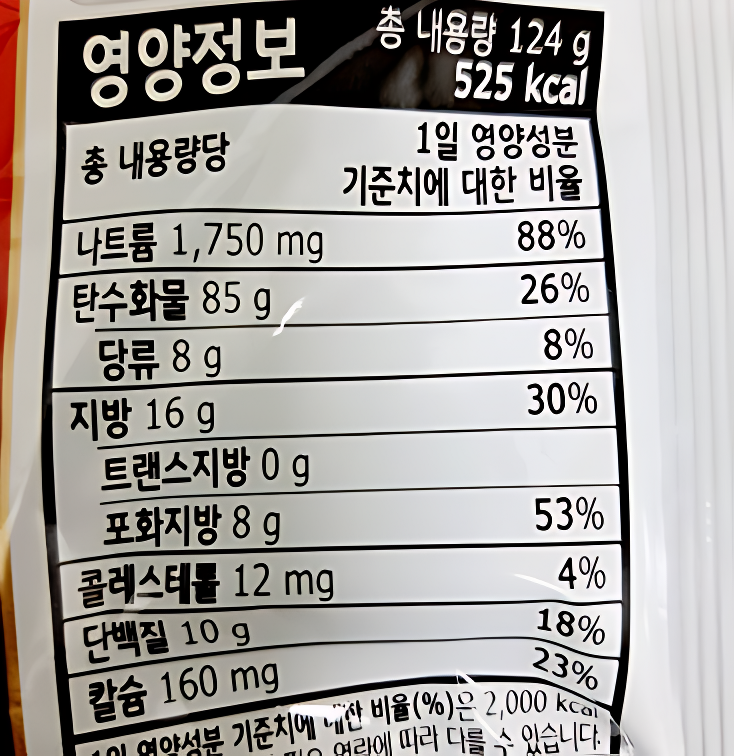 영양정보
총 내용량 124 g
525 kcal
총 내용량당
1일 영양성분
기준치에 대한 비율
나트륨 1,750 mg 88%
탄수화물 85 g 26%
당류 8 g 8%
지방 16 g 30%
트랜스지방 0 g
포화지방 8 g 53%
콜레스테롤 12 mg 4%
단백질 10 g 18%
칼슘 160 mg 23%
1일 영양성분 기준치에 대한 비율(%)은 2,000 kcal
열량에 따라 다를 수 있습니다.